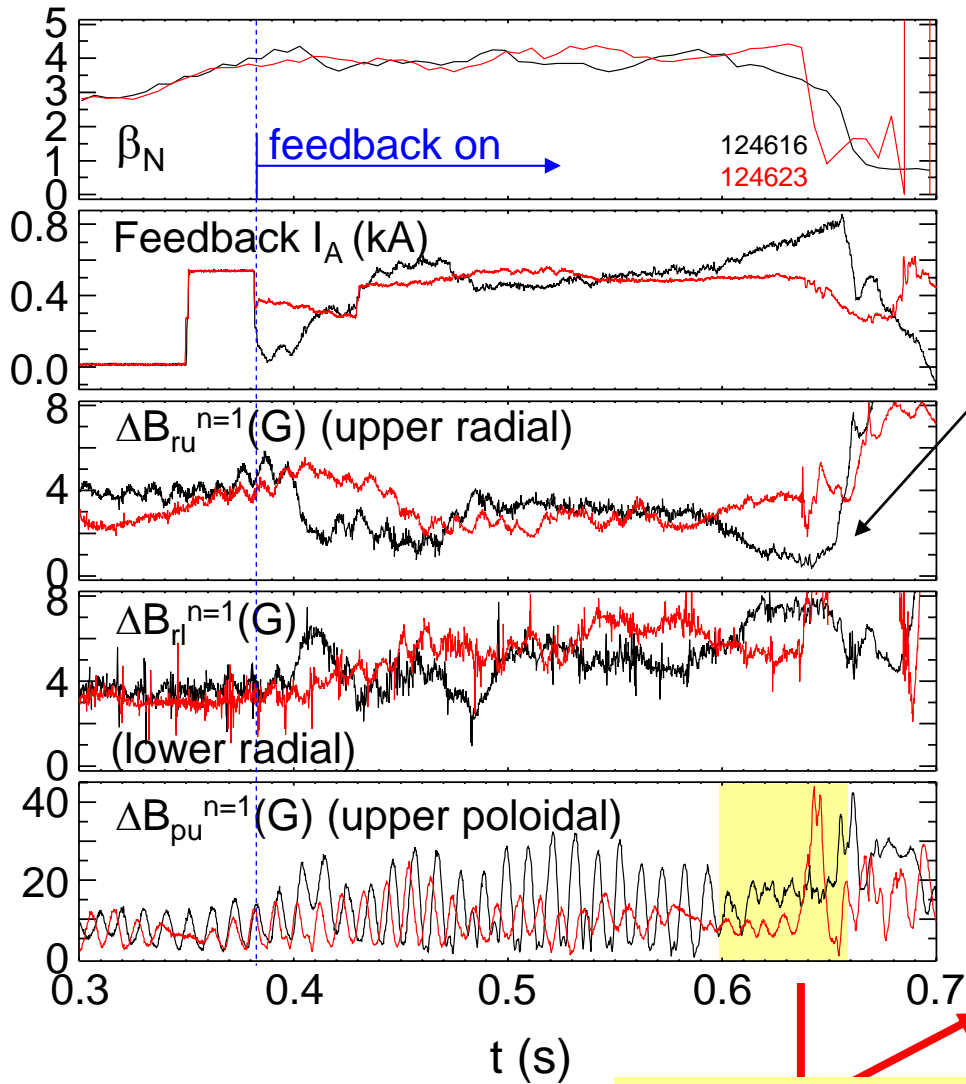 5
4
3
2
1
0
β_N
feedback on
124616
124623
0.8
0.4
0.0
Feedback I_A (kA)
8
4
0
ΔB_ru^n=1(G) (upper radial)
8
4
0
ΔB_rl^n=1(G)
(lower radial)
40
20
0
ΔB_pu^n=1(G) (upper poloidal)
0.3 0.4 0.5 0.6 0.7
t (s)